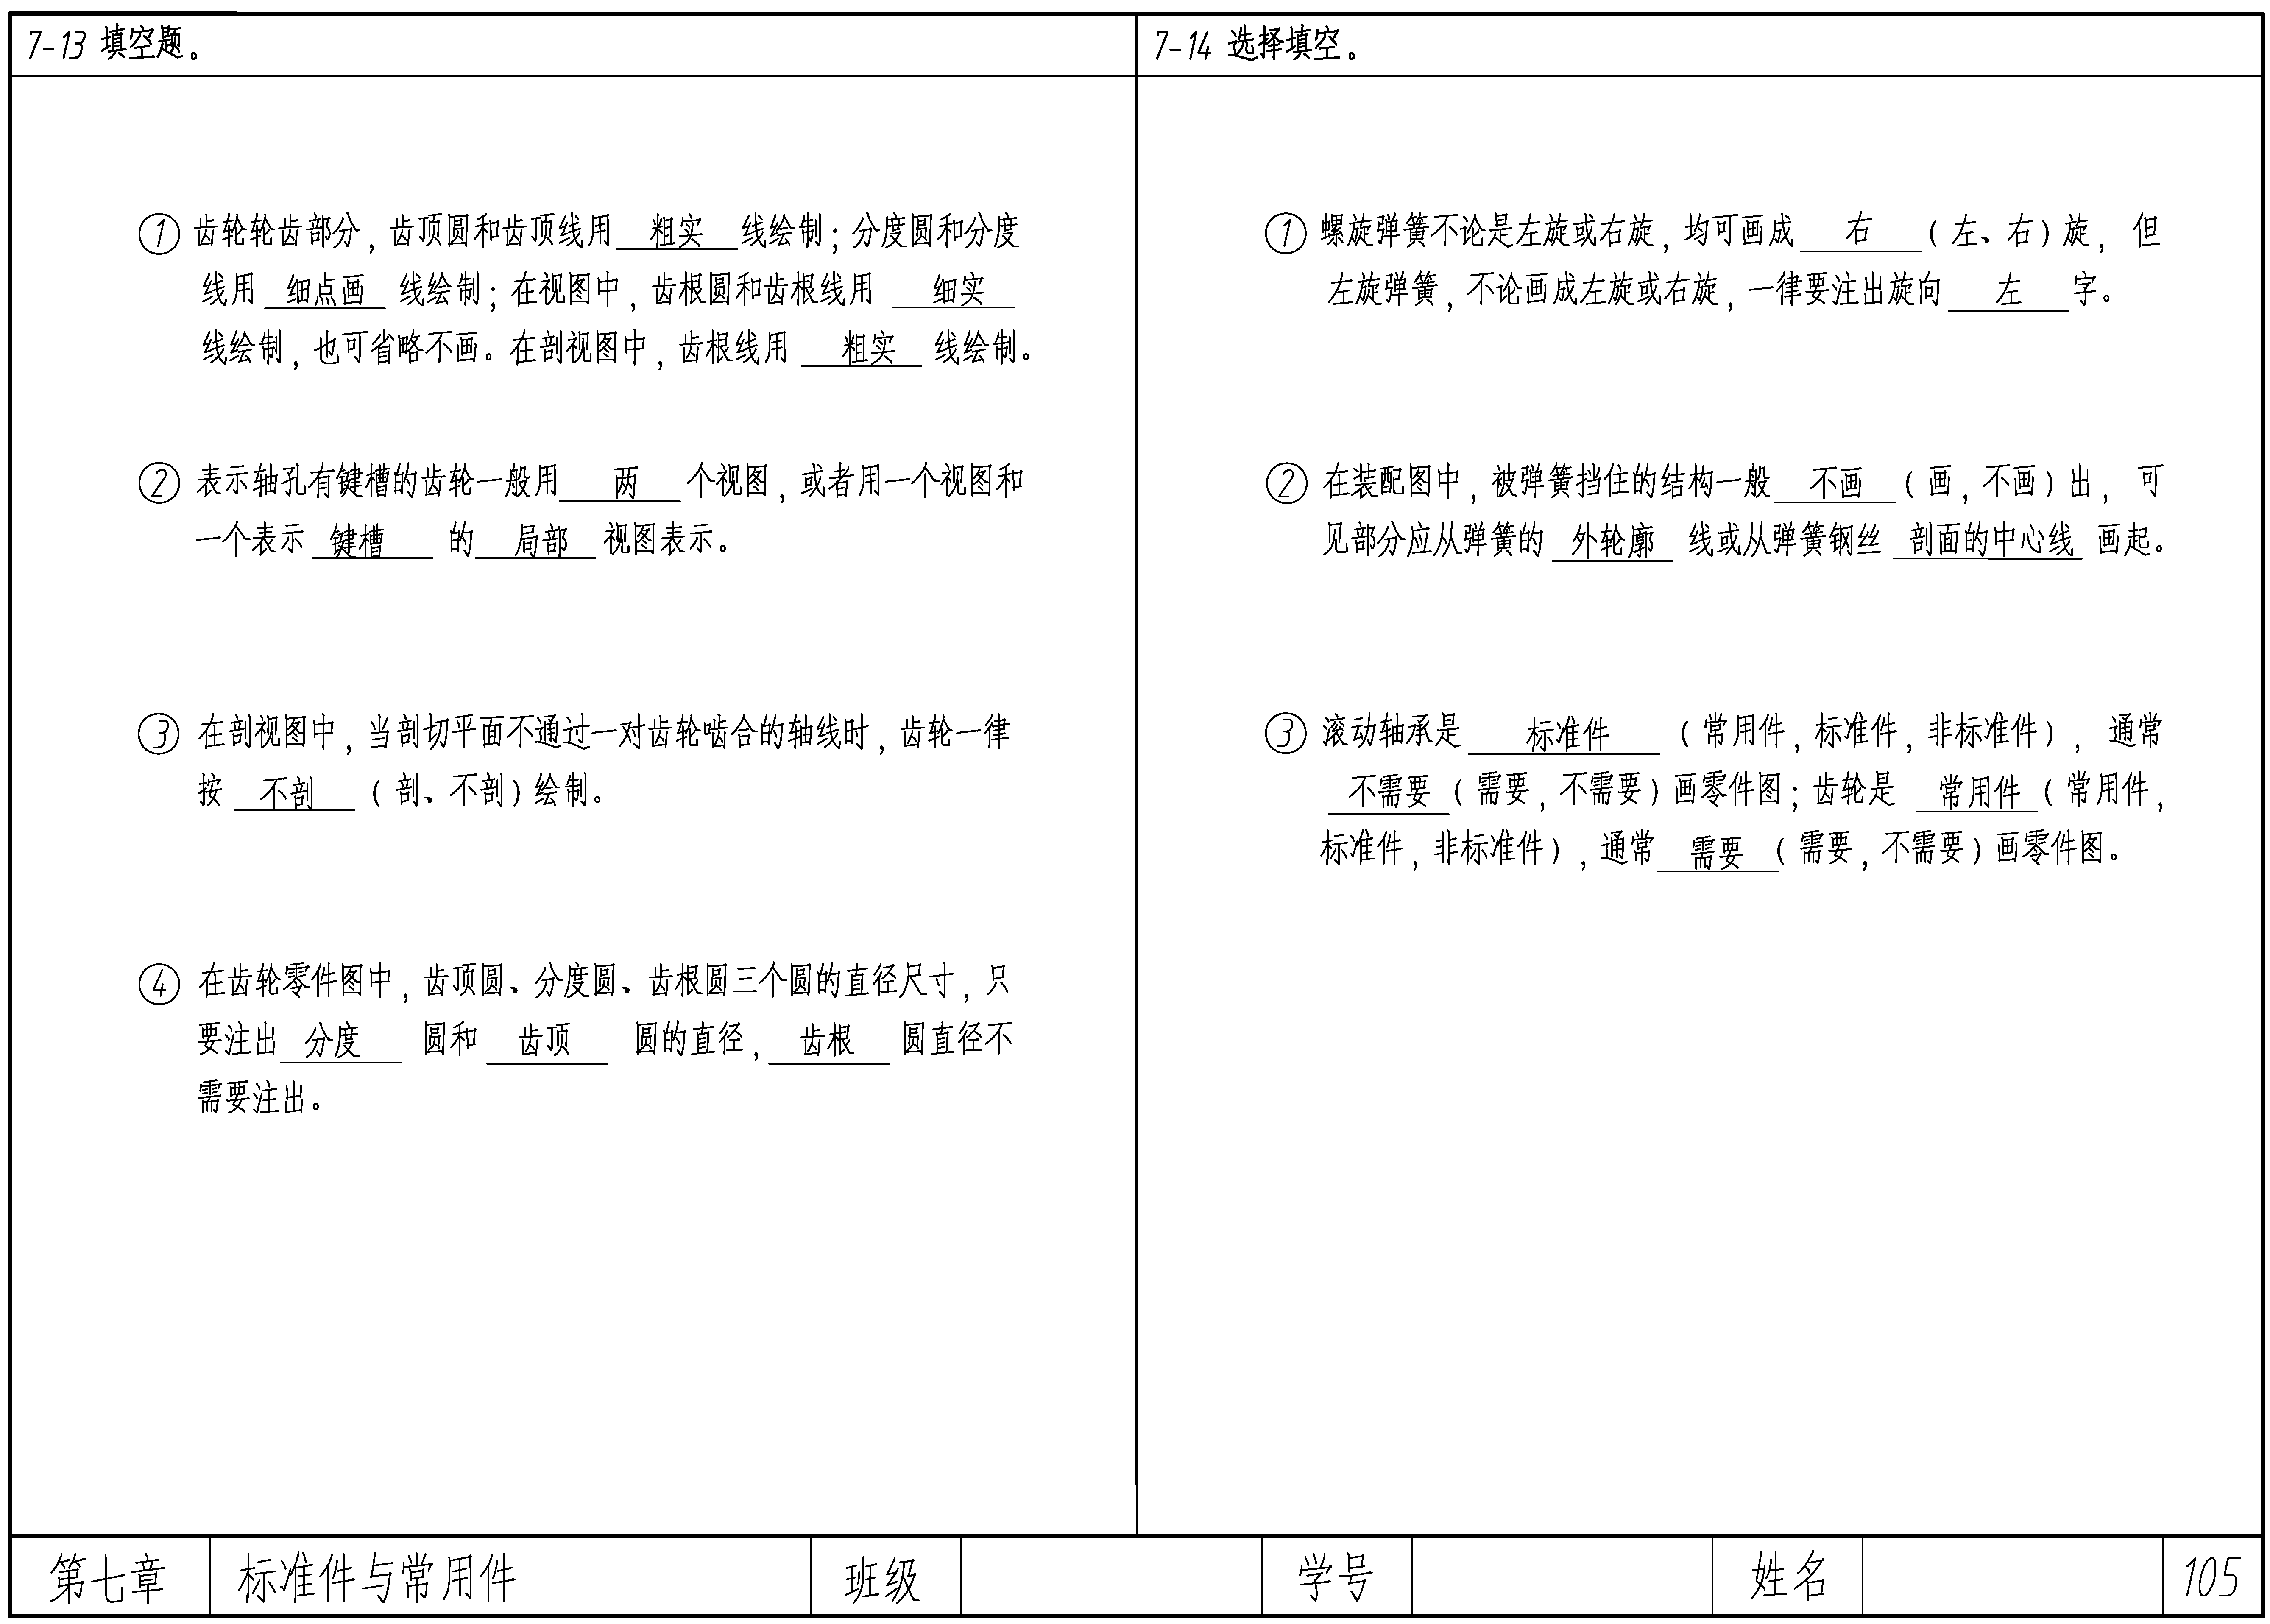 7-13 填空题。
① 齿轮轮齿部分，齿顶圆和齿顶线用 粗实 线绘制；分度圆和分度
线用 细点画 线绘制；在视图中，齿根圆和齿根线用 细实
线绘制，也可省略不画。在剖视图中，齿根线用 粗实 线绘制。
② 表示轴孔有键槽的齿轮一般用 两 个视图，或者用一个视图和
一个表示 键槽 的 局部 视图表示。
③ 在剖视图中，当剖切平面不通过一对齿轮啮合的轴线时，齿轮一律
按 不剖 （剖、不剖）绘制。
④ 在齿轮零件图中，齿顶圆、分度圆、齿根圆三个圆的直径尺寸，只
要注出 分度 圆和 齿顶 圆的直径，齿根 圆直径不
需要注出。
7-14 选择填空。
① 螺旋弹簧不论是左旋或右旋，均可画成 右 （左、右）旋，但
左旋弹簧，不论画成左旋或右旋，一律要注出旋向 左 字。
② 在装配图中，被弹簧挡住的结构一般 不画 （画，不画）出，可
见部分应从弹簧的 外轮廓 线或从弹簧钢丝 剖面的中心线 画起。
③ 滚动轴承是 标准件 （常用件，标准件，非标准件），通常
不需要（需要，不需要）画零件图；齿轮是 常用件（常用件，
标准件，非标准件），通常 需要 （需要，不需要）画零件图。
第七章 标准件与常用件 班级 学号 姓名 105